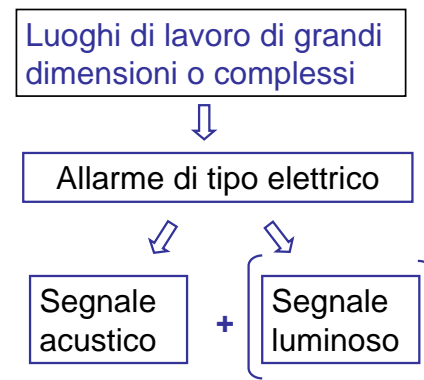 Luoghi di lavoro di grandi
dimensioni o complessi
Allarme di tipo elettrico
Segnale
acustico
+
Segnale
luminoso